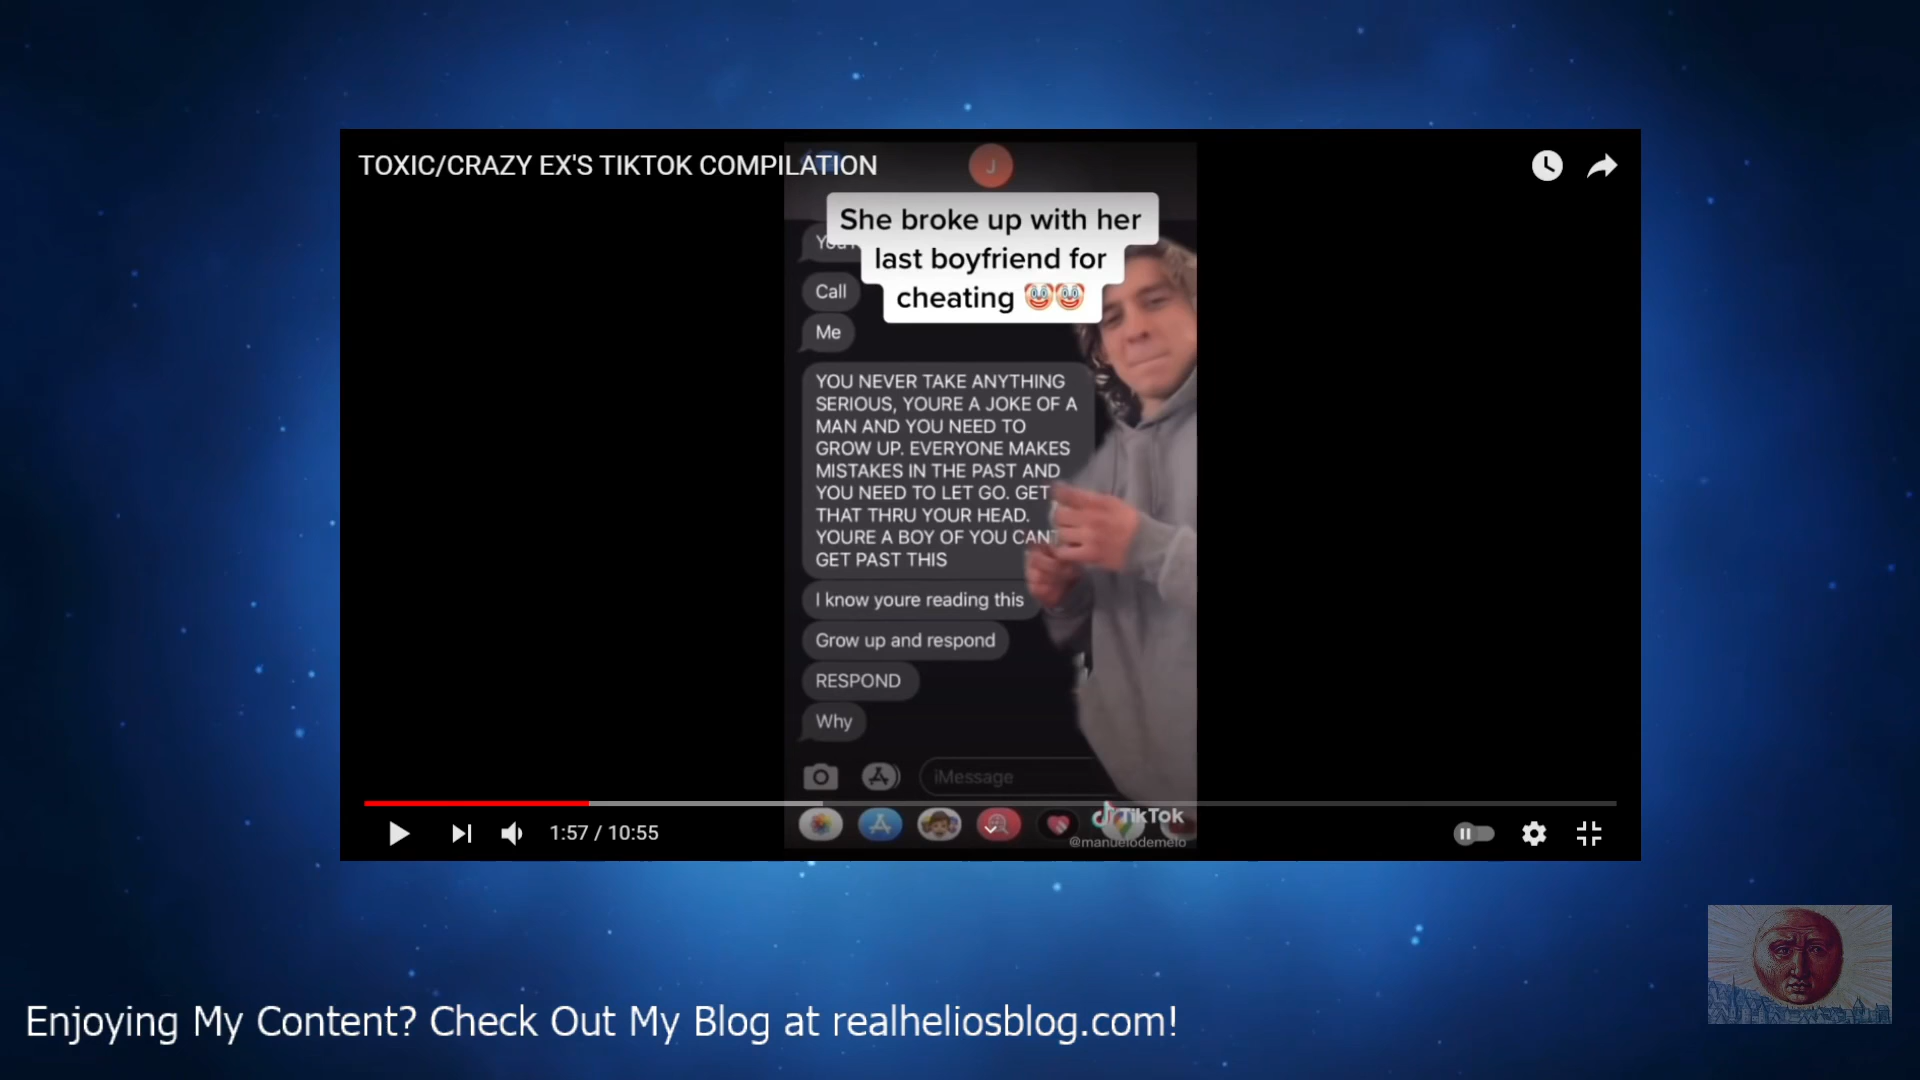 TOXIC/CRAZY EX'S TIKTOK COMPILATION
J
She broke up with her
last boyfriend for
cheating 🤡🤡
Call
Me
YOU NEVER TAKE ANYTHING
SERIOUS, YOURE A JOKE OF A
MAN AND YOU NEED TO
GROW UP. EVERYONE MAKES
MISTAKES IN THE PAST AND
YOU NEED TO LET GO. GET
THAT THRU YOUR HEAD.
YOURE A BOY OF YOU CANT
GET PAST THIS
I know youre reading this
Grow up and respond
RESPOND
Why
iMessage
TikTok
@manuelodemelo
1:57 / 10:55
Enjoying My Content? Check Out My Blog at realheliosblog.com!